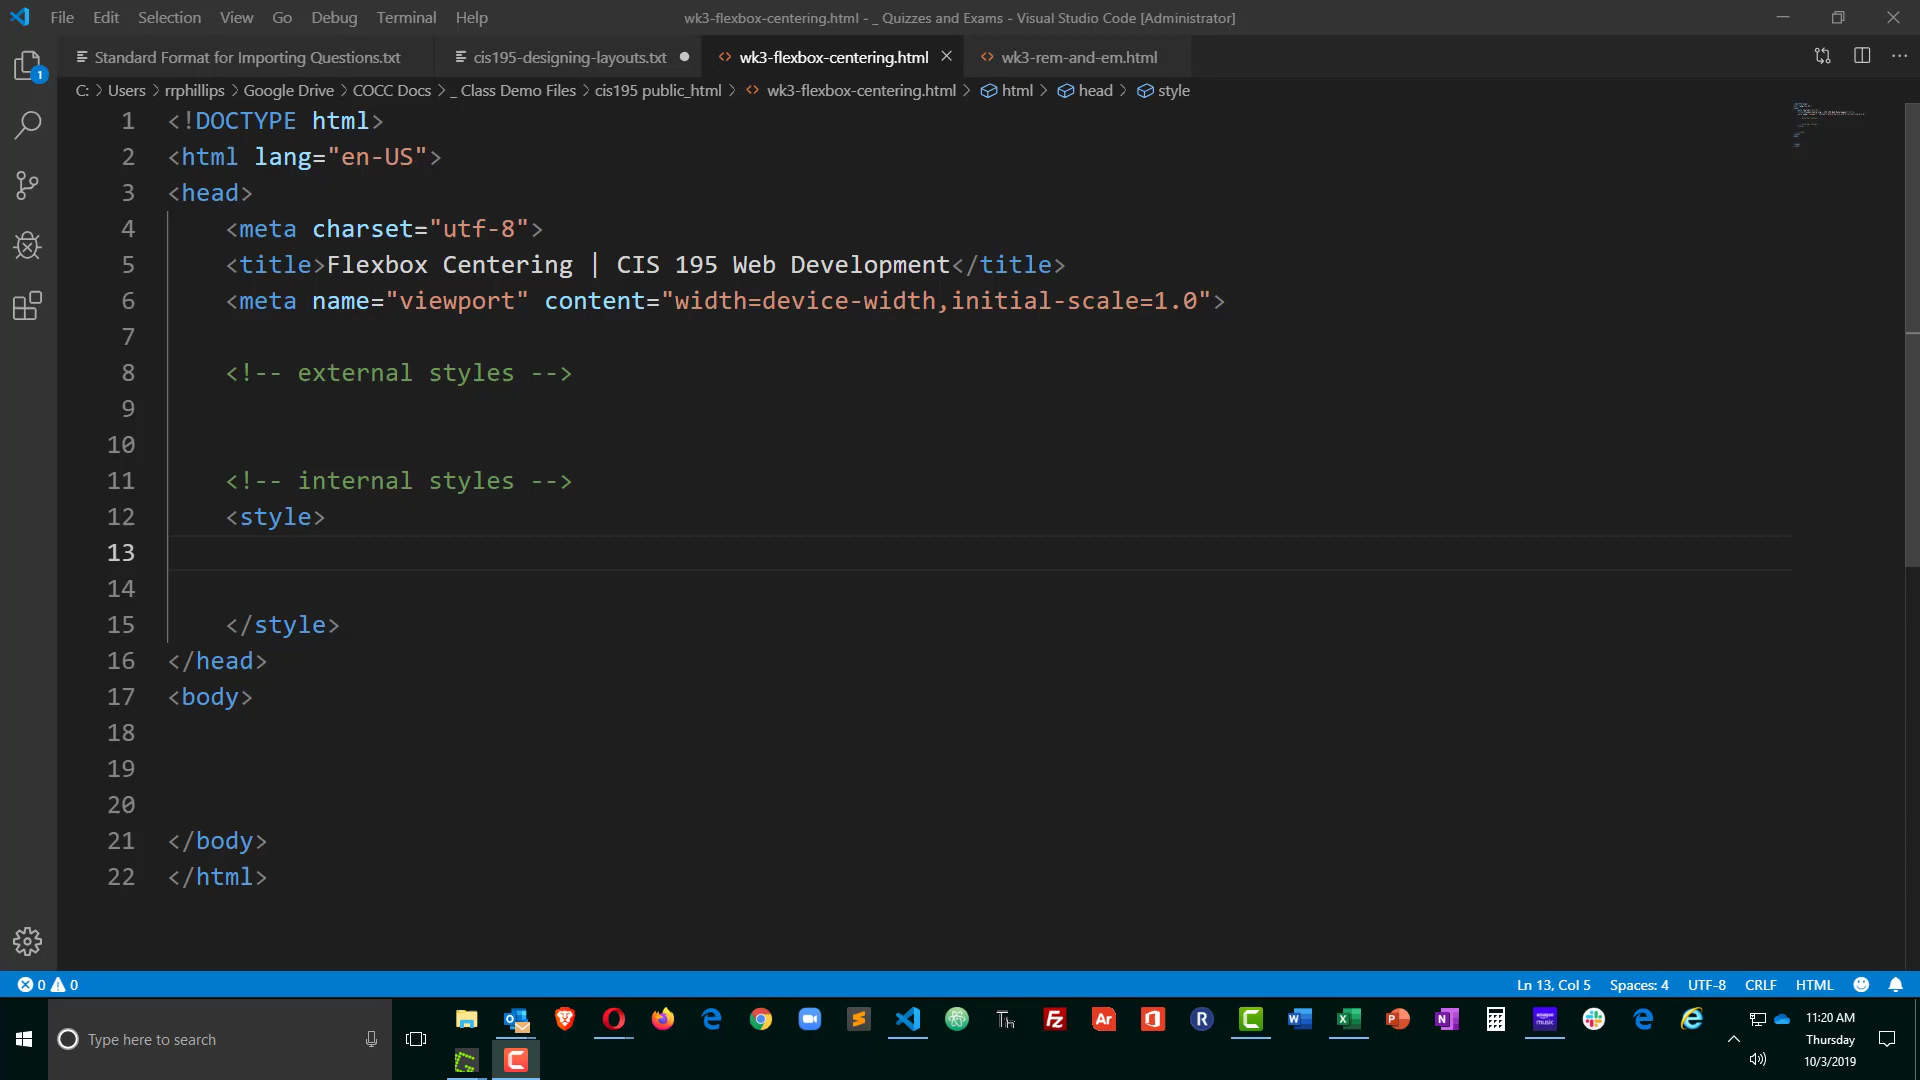 File Edit Selection View Go Debug Terminal Help wk3-flexbox-centering.html - _ Quizzes and Exams - Visual Studio Code [Administrator]
Standard Format for Importing Questions.txt cis195-designing-layouts.txt wk3-flexbox-centering.html wk3-rem-and-em.html
C: > Users > rrphillips > Google Drive > COCC Docs > _ Class Demo Files > cis195 public_html > wk3-flexbox-centering.html > html > head > style
1 <!DOCTYPE html>
2 <html lang="en-US">
3 <head>
4 <meta charset="utf-8">
5 <title>Flexbox Centering | CIS 195 Web Development</title>
6 <meta name="viewport" content="width=device-width,initial-scale=1.0">
7
8 <!-- external styles -->
9
10
11 <!-- internal styles -->
12 <style>
13
14
15 </style>
16 </head>
17 <body>
18
19
20
21 </body>
22 </html>
0 0 Ln 13, Col 5 Spaces: 4 UTF-8 CRLF HTML
Type here to search
11:20 AM
Thursday
10/3/2019